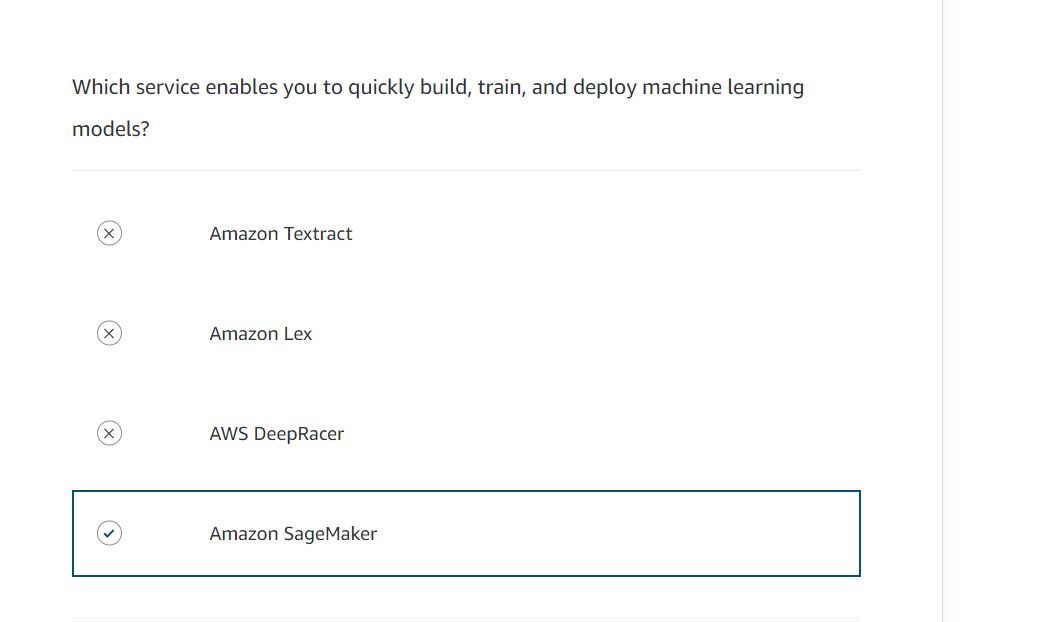 Which service enables you to quickly build, train, and deploy machine learning
models?
Amazon Textract
Amazon Lex
AWS DeepRacer
Amazon SageMaker